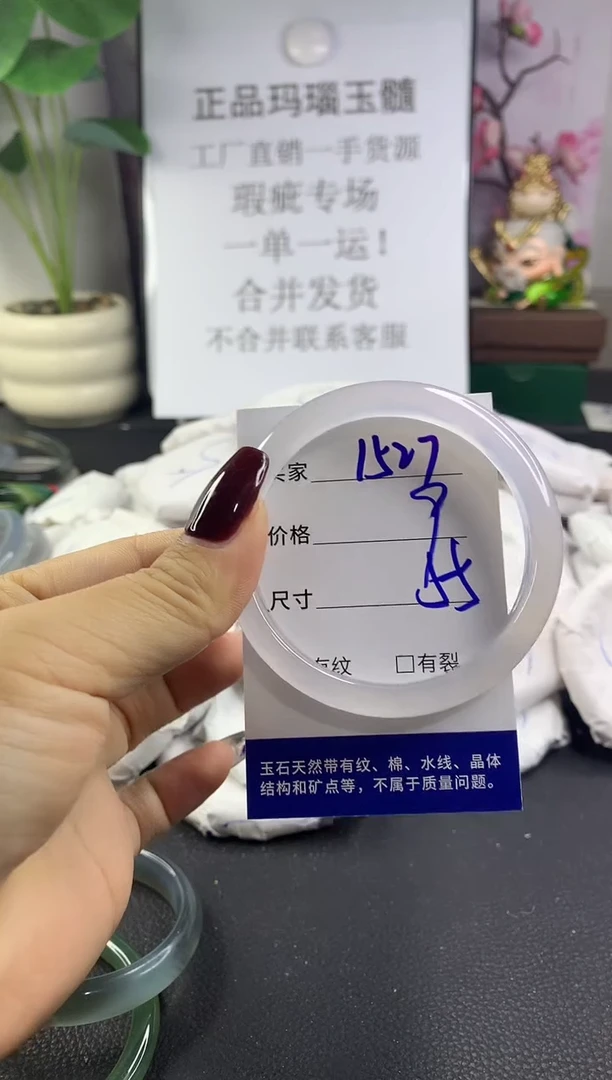 正品玛瑙玉髓
工厂直销一手货源
瑕疵专场
一单一运！
合并发货
不合并联系客服
家 1527
价格
尺寸
有纹 □有裂
玉石天然带有纹、棉、水线、晶体
结构和矿点等，不属于质量问题。